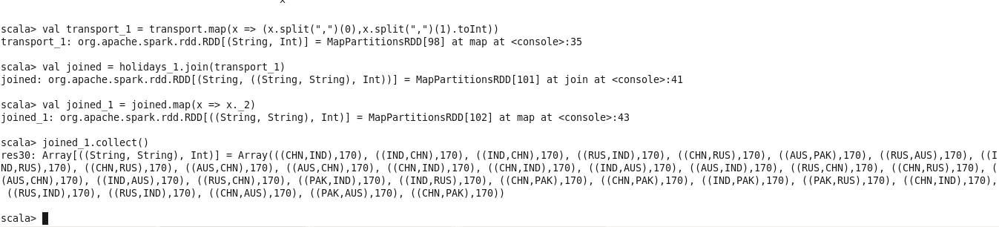 scala> val transport_1 = transport.map(x => (x.split(",")(0),x.split(",")(1).toInt))
transport_1: org.apache.spark.rdd.RDD[(String, Int)] = MapPartitionsRDD[98] at map at <console>:35
scala> val joined = holidays_1.join(transport_1)
joined: org.apache.spark.rdd.RDD[(String, ((String, String), Int))] = MapPartitionsRDD[101] at join at <console>:41
scala> val joined_1 = joined.map(x => x._2)
joined_1: org.apache.spark.rdd.RDD[((String, String), Int)] = MapPartitionsRDD[102] at map at <console>:43
scala> joined_1.collect()
res30: Array[((String, String), Int)] = Array(((CHN,IND),170), ((IND,CHN),170), ((IND,CHN),170), ((RUS,IND),170), ((CHN,RUS),170), ((AUS,PAK),170), ((RUS,AUS),170), ((I
ND,RUS),170), ((CHN,RUS),170), ((AUS,CHN),170), ((AUS,CHN),170), ((CHN,IND),170), ((CHN,IND),170), ((IND,AUS),170), ((AUS,IND),170), ((RUS,CHN),170), ((CHN,RUS),170), (
(AUS,CHN),170), ((IND,AUS),170), ((RUS,CHN),170), ((PAK,IND),170), ((IND,RUS),170), ((CHN,PAK),170), ((CHN,PAK),170), ((IND,PAK),170), ((PAK,RUS),170), ((CHN,IND),170),
((RUS,IND),170), ((RUS,IND),170), ((CHN,AUS),170), ((PAK,AUS),170), ((CHN,PAK),170))
scala>